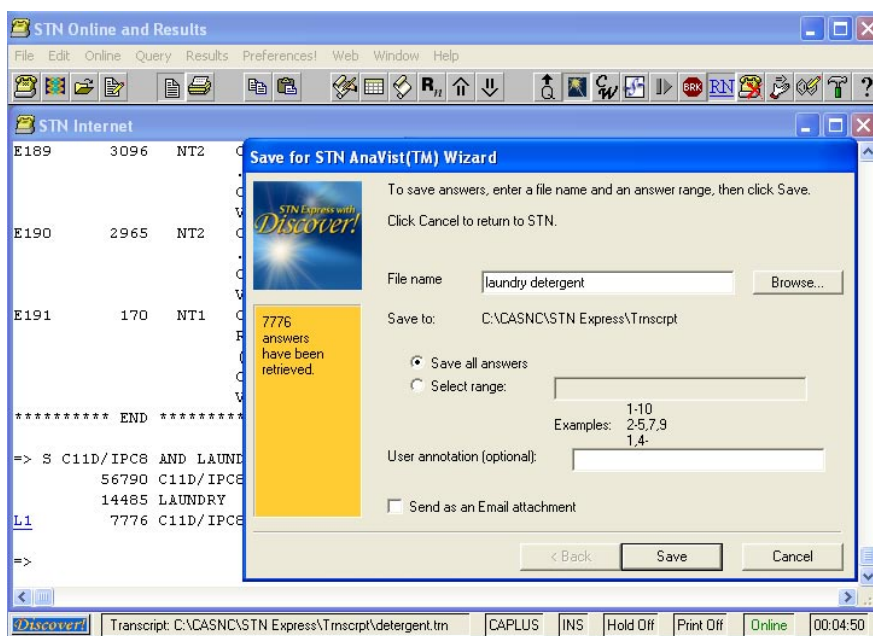 STN Online and Results
File Edit Online Query Results Preferences! Web Window Help
Rn CW BRK RN ?
STN Internet
E189 3096 NT2
E190 2965 NT2
E191 170 NT1
********** END *********
=> S C11D/IPC8 AND LAUND
56790 C11D/IPC8
14485 LAUNDRY
L1 7776 C11D/IPC8
=>
Save for STN AnaVist(TM) Wizard
STN Express with
Discover!
7776
answers
have been
retrieved.
To save answers, enter a file name and an answer range, then click Save.
Click Cancel to return to STN.
File name laundry detergent Browse...
Save to: C:\CASNC\STN Express\Trnscrpt
Save all answers
Select range:
Examples: 1-10
2-5,7,9
1,4-
User annotation (optional):
Send as an Email attachment
< Back Save Cancel
Discover! Transcript: C:\CASNC\STN Express\Trnscrpt\detergent.trn CAPLUS INS Hold Off Print Off Online 00:04:50